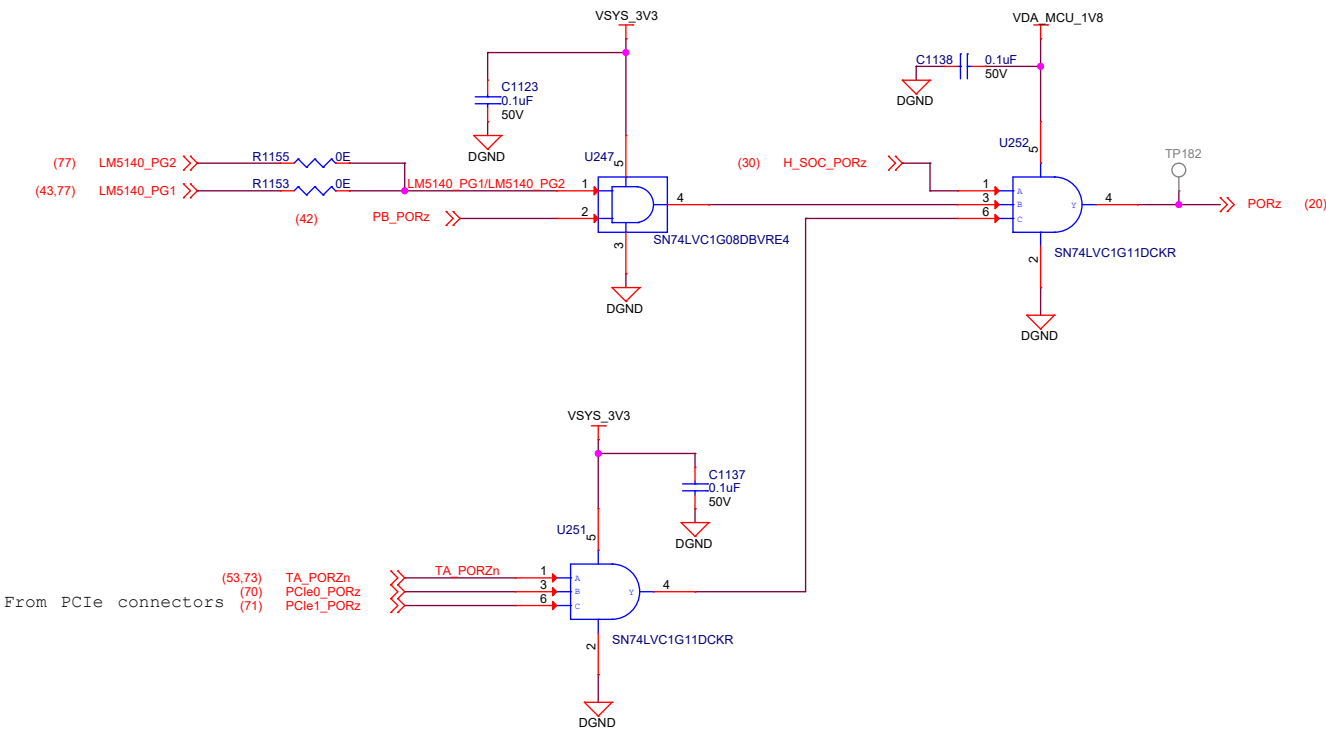 VSYS_3V3
VDA_MCU_1V8
C1138
0.1uF
50V
DGND
C1123
0.1uF
50V
DGND
U252
5
TP182
U247
5
(77) LM5140_PG2
R1155
0E
(30) H_SOC_PORz
(43,77) LM5140_PG1
R1153
0E
LM5140_PG1/LM5140_PG2
1
4
1
A
3
B
Y
4
PORz (20)
(42) PB_PORz
2
6
C
3
SN74LVC1G08DBVRE4
2
SN74LVC1G11DCKR
DGND
DGND
VSYS_3V3
C1137
0.1uF
50V
DGND
U251
5
(53,73) TA_PORZn
TA_PORZn
1
A
(70) PCIe0_PORz
3
B
Y
4
From PCIe connectors
(71) PCIe1_PORz
6
C
2
SN74LVC1G11DCKR
DGND